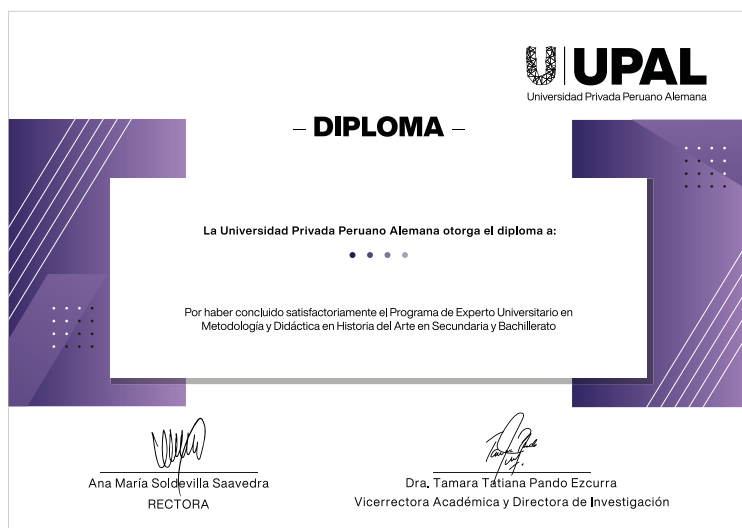 UPAL
Universidad Privada Peruano Alemana
– DIPLOMA –
La Universidad Privada Peruano Alemana otorga el diploma a:
Por haber concluido satisfactoriamente el Programa de Experto Universitario en
Metodología y Didáctica en Historia del Arte en Secundaria y Bachillerato
Ana María Soldevilla Saavedra
RECTORA
Dra. Tamara Tatiana Pando Ezcurra
Vicerrectora Académica y Directora de Investigación